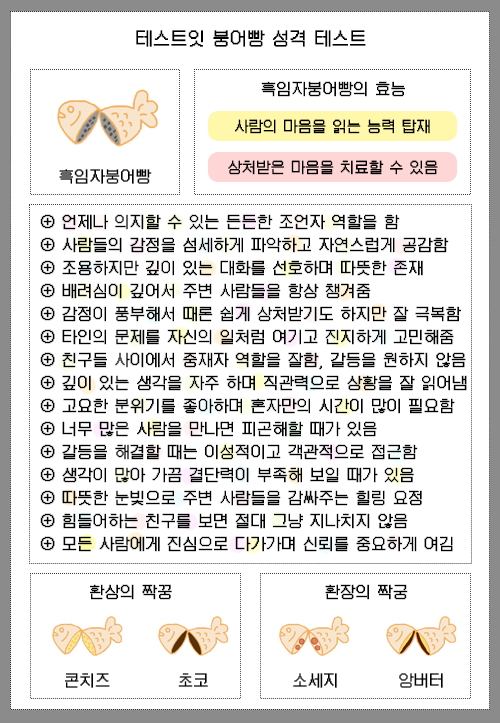 테스트잇 붕어빵 성격 테스트
흑임자붕어빵
흑임자붕어빵의 효능
사람의 마음을 읽는 능력 탑재
상처받은 마음을 치료할 수 있음
⊕ 언제나 의지할 수 있는 든든한 조언자 역할을 함
⊕ 사람들의 감정을 섬세하게 파악하고 자연스럽게 공감함
⊕ 조용하지만 깊이 있는 대화를 선호하며 따뜻한 존재
⊕ 배려심이 깊어서 주변 사람들을 항상 챙겨줌
⊕ 감정이 풍부해서 때론 쉽게 상처받기도 하지만 잘 극복함
⊕ 타인의 문제를 자신의 일처럼 여기고 진지하게 고민해줌
⊕ 친구들 사이에서 중재자 역할을 잘함, 갈등을 원하지 않음
⊕ 깊이 있는 생각을 자주 하며 직관력으로 상황을 잘 읽어냄
⊕ 고요한 분위기를 좋아하며 혼자만의 시간이 많이 필요함
⊕ 너무 많은 사람을 만나면 피곤해할 때가 있음
⊕ 갈등을 해결할 때는 이성적이고 객관적으로 접근함
⊕ 생각이 많아 가끔 결단력이 부족해 보일 때가 있음
⊕ 따뜻한 눈빛으로 주변 사람들을 감싸주는 힐링 요정
⊕ 힘들어하는 친구를 보면 절대 그냥 지나치지 않음
⊕ 모든 사람에게 진심으로 다가가며 신뢰를 중요하게 여김
환상의 짝꿍
콘치즈
초코
환장의 짝궁
소세지
앙버터